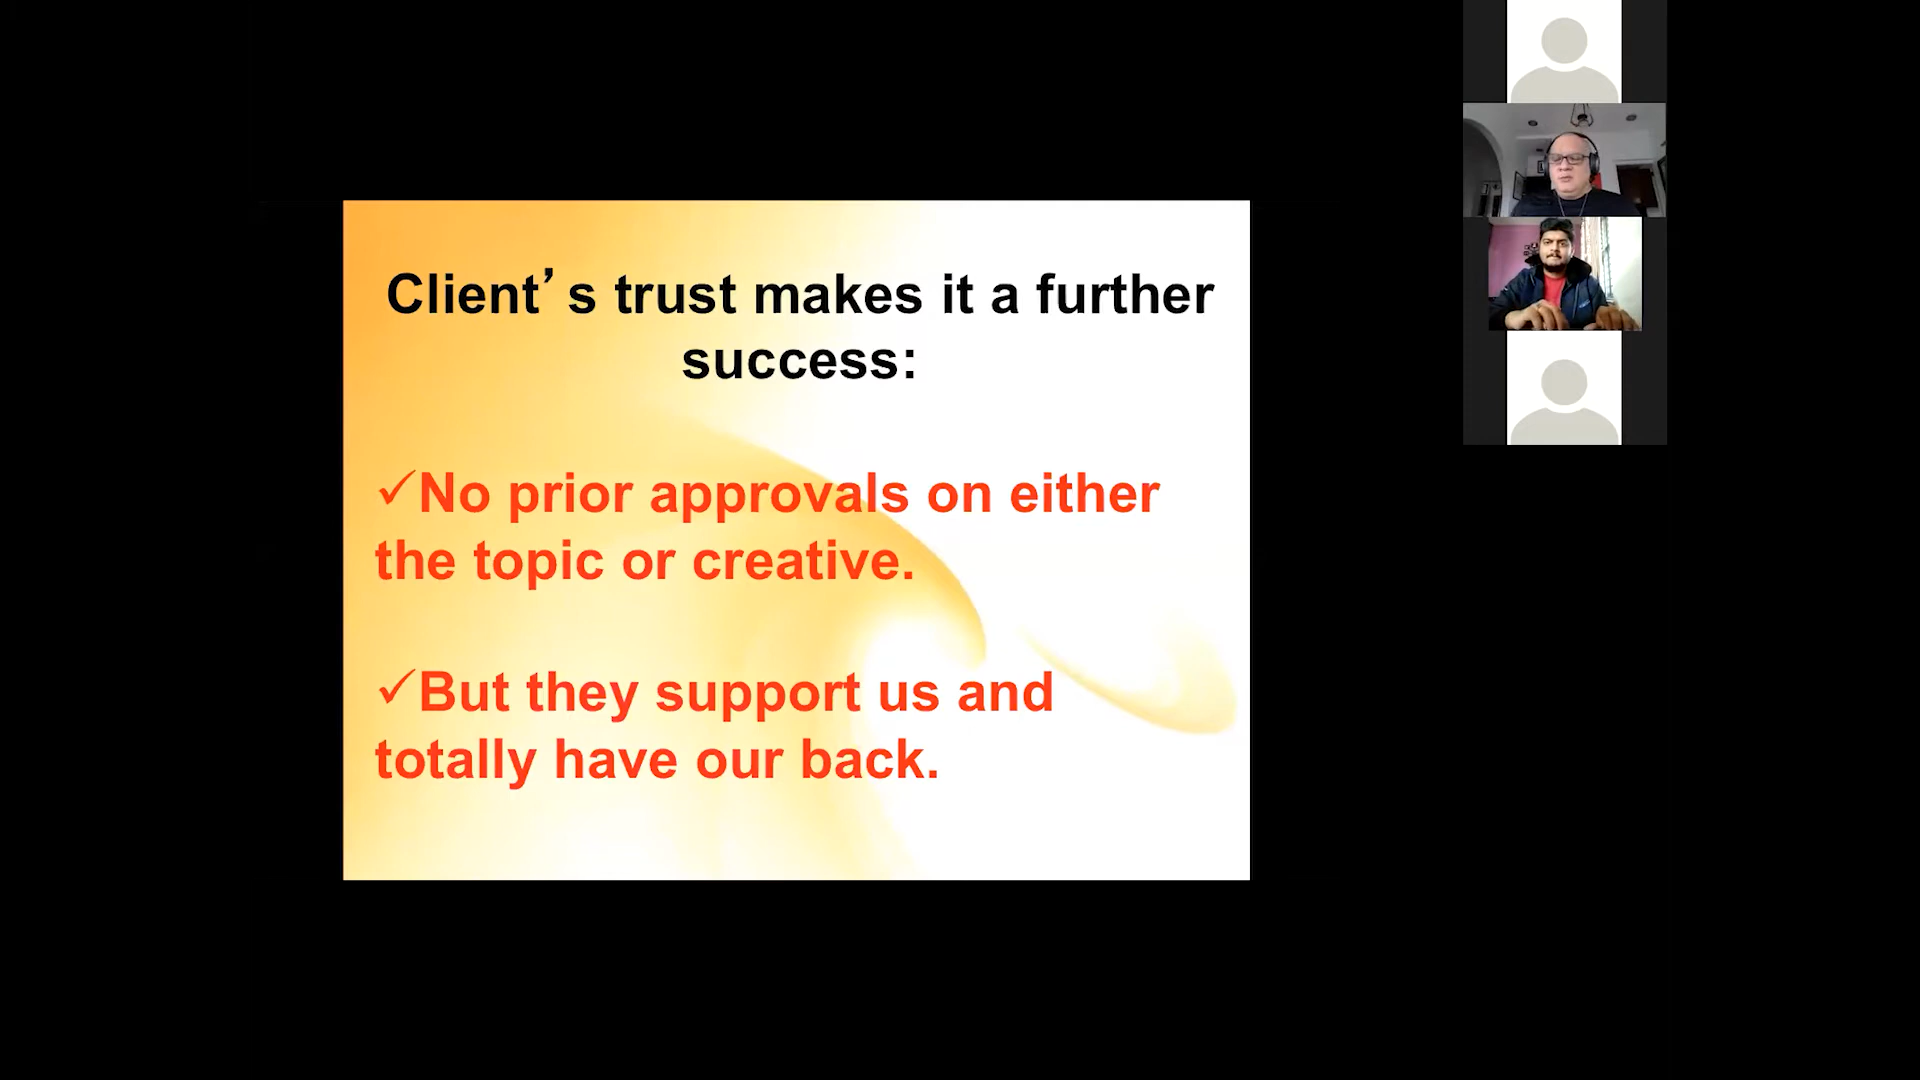 Client’s trust makes it a further
success:
✓No prior approvals on either
the topic or creative.
✓But they support us and
totally have our back.